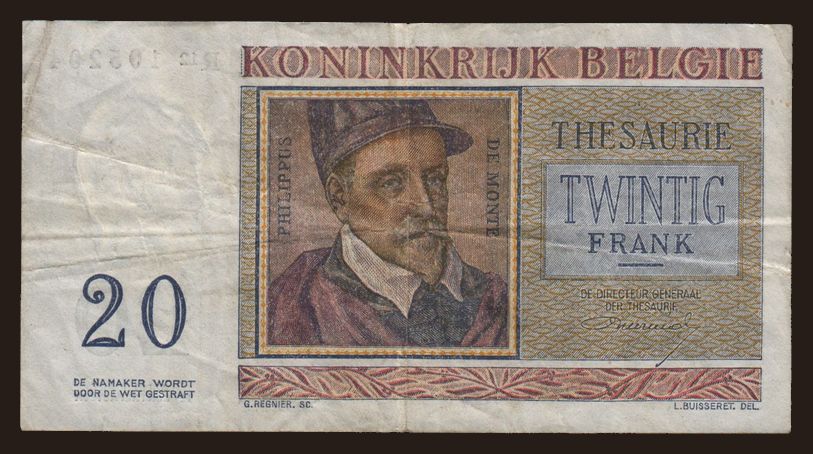 KONINKRIJK BELGIE
PHILIPPUS
DE MONTE
THESAURIE
TWINTIG
FRANK
DE DIRECTEUR-GENERAAL
DER THESAURIE
20
DE NAMAKER WORDT
DOOR DE WET GESTRAFT
G. REGNIER. SC.
L. BUISSERET. DEL.